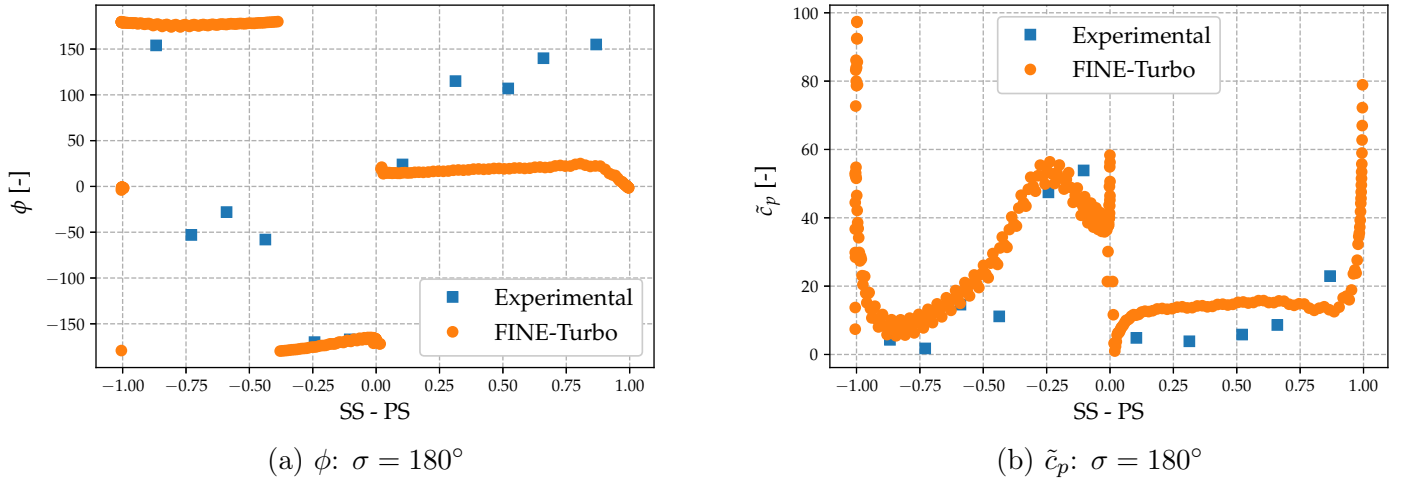 150
100
50
0
−50
−100
−150
ϕ [-]
−1.00 −0.75 −0.50 −0.25 0.00 0.25 0.50 0.75 1.00
SS - PS
Experimental
FINE-Turbo
(a) ϕ: σ = 180°
100
80
60
40
20
0
c̃ₚ [-]
−1.00 −0.75 −0.50 −0.25 0.00 0.25 0.50 0.75 1.00
SS - PS
Experimental
FINE-Turbo
(b) c̃ₚ: σ = 180°